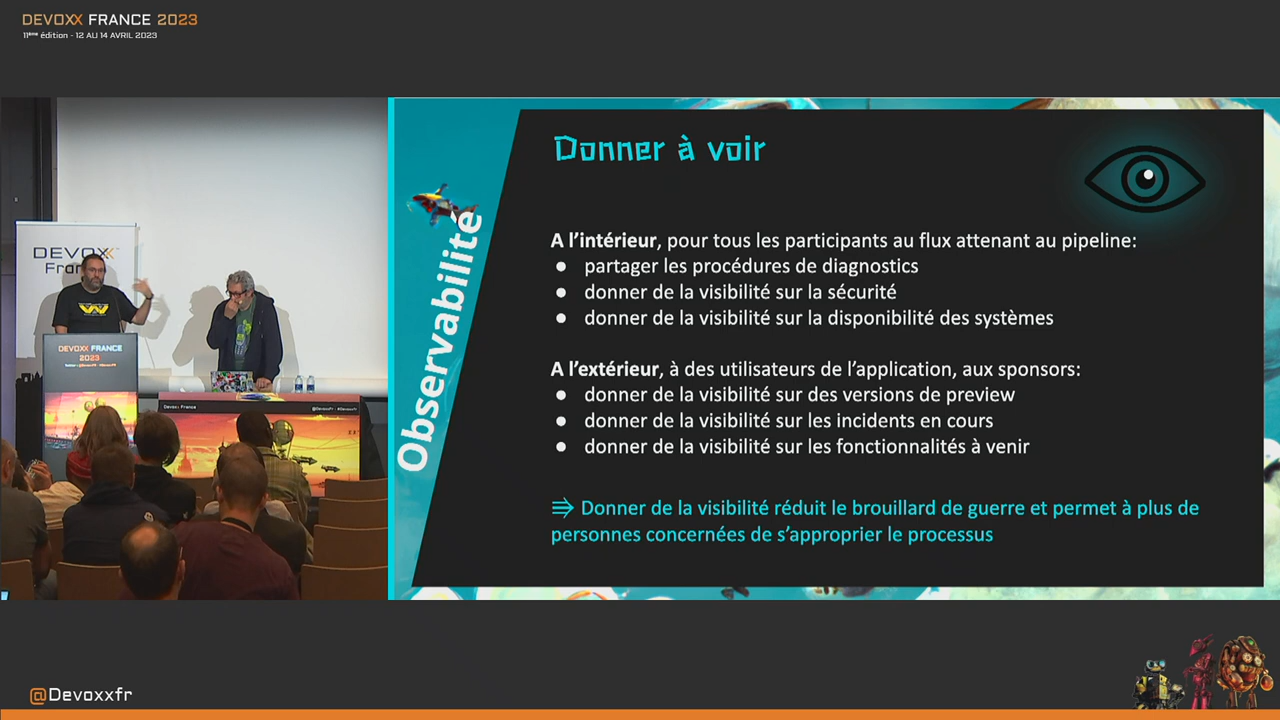 DEVOXX FRANCE 2023
11ème édition - 12 AU 14 AVRIL 2023
DEVOXX
France
DEVOXX FRANCE
2023
Devoxx France
@DevoxxFR | #DevoxxFR
Observabilité
Donner à voir
A l’intérieur, pour tous les participants au flux attenant au pipeline:
● partager les procédures de diagnostics
● donner de la visibilité sur la sécurité
● donner de la visibilité sur la disponibilité des systèmes
A l’extérieur, à des utilisateurs de l’application, aux sponsors:
● donner de la visibilité sur des versions de preview
● donner de la visibilité sur les incidents en cours
● donner de la visibilité sur les fonctionnalités à venir
⇒ Donner de la visibilité réduit le brouillard de guerre et permet à plus de
personnes concernées de s’approprier le processus
@Devoxxfr